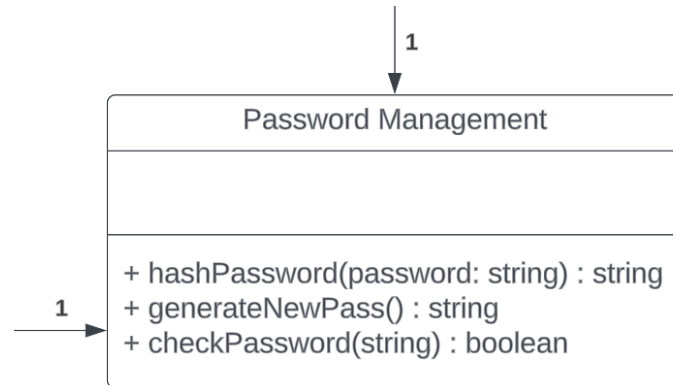 1
Password Management
+ hashPassword(password: string) : string
+ generateNewPass() : string
1
+ checkPassword(string) : boolean